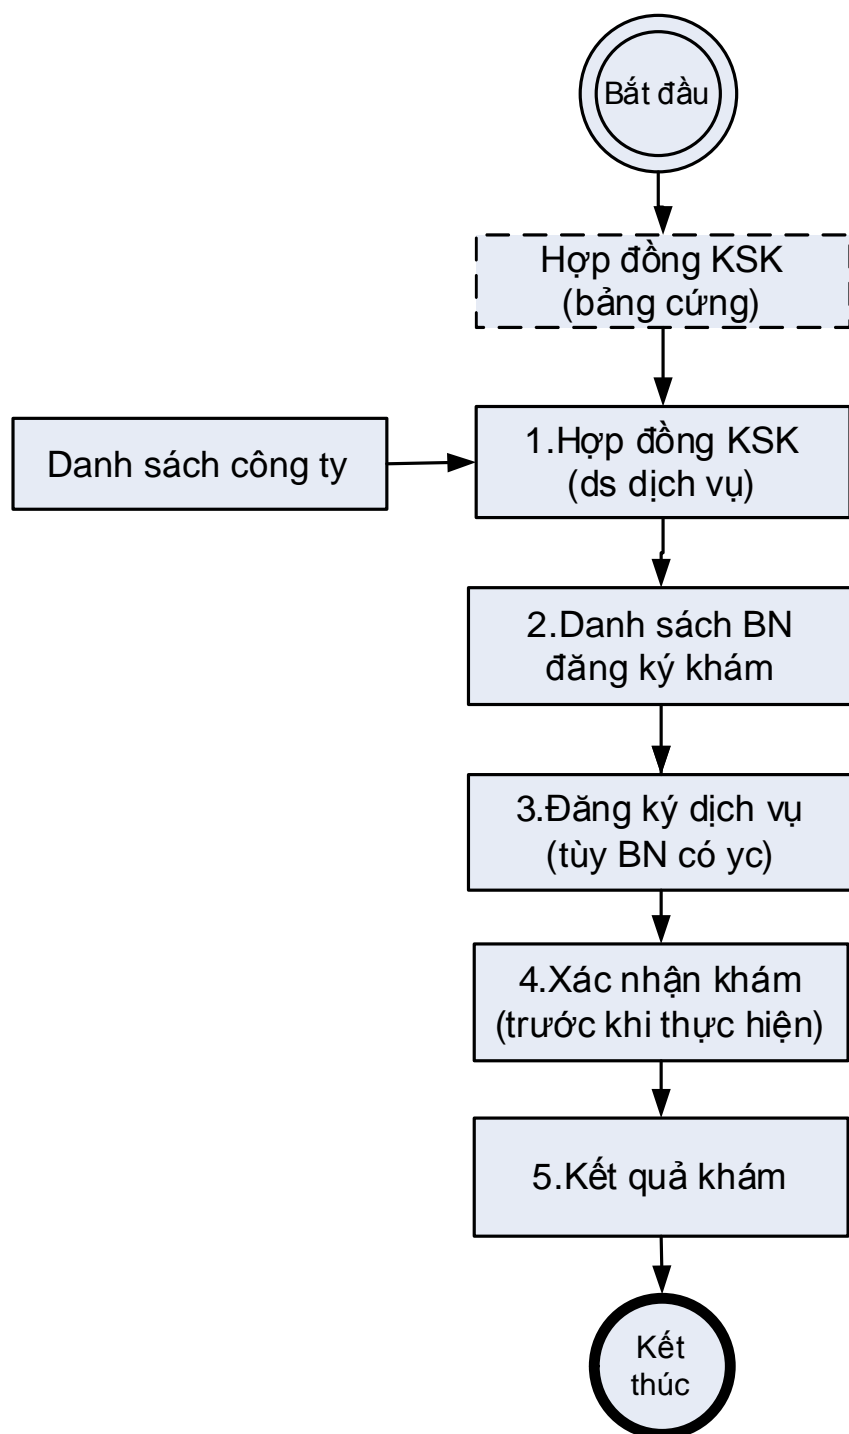 Bắt đầu
Hợp đồng KSK
(bảng cứng)
Danh sách công ty
1.Hợp đồng KSK
(ds dịch vụ)
2.Danh sách BN
đăng ký khám
3.Đăng ký dịch vụ
(tùy BN có yc)
4.Xác nhận khám
(trước khi thực hiện)
5.Kết quả khám
Kết
thúc